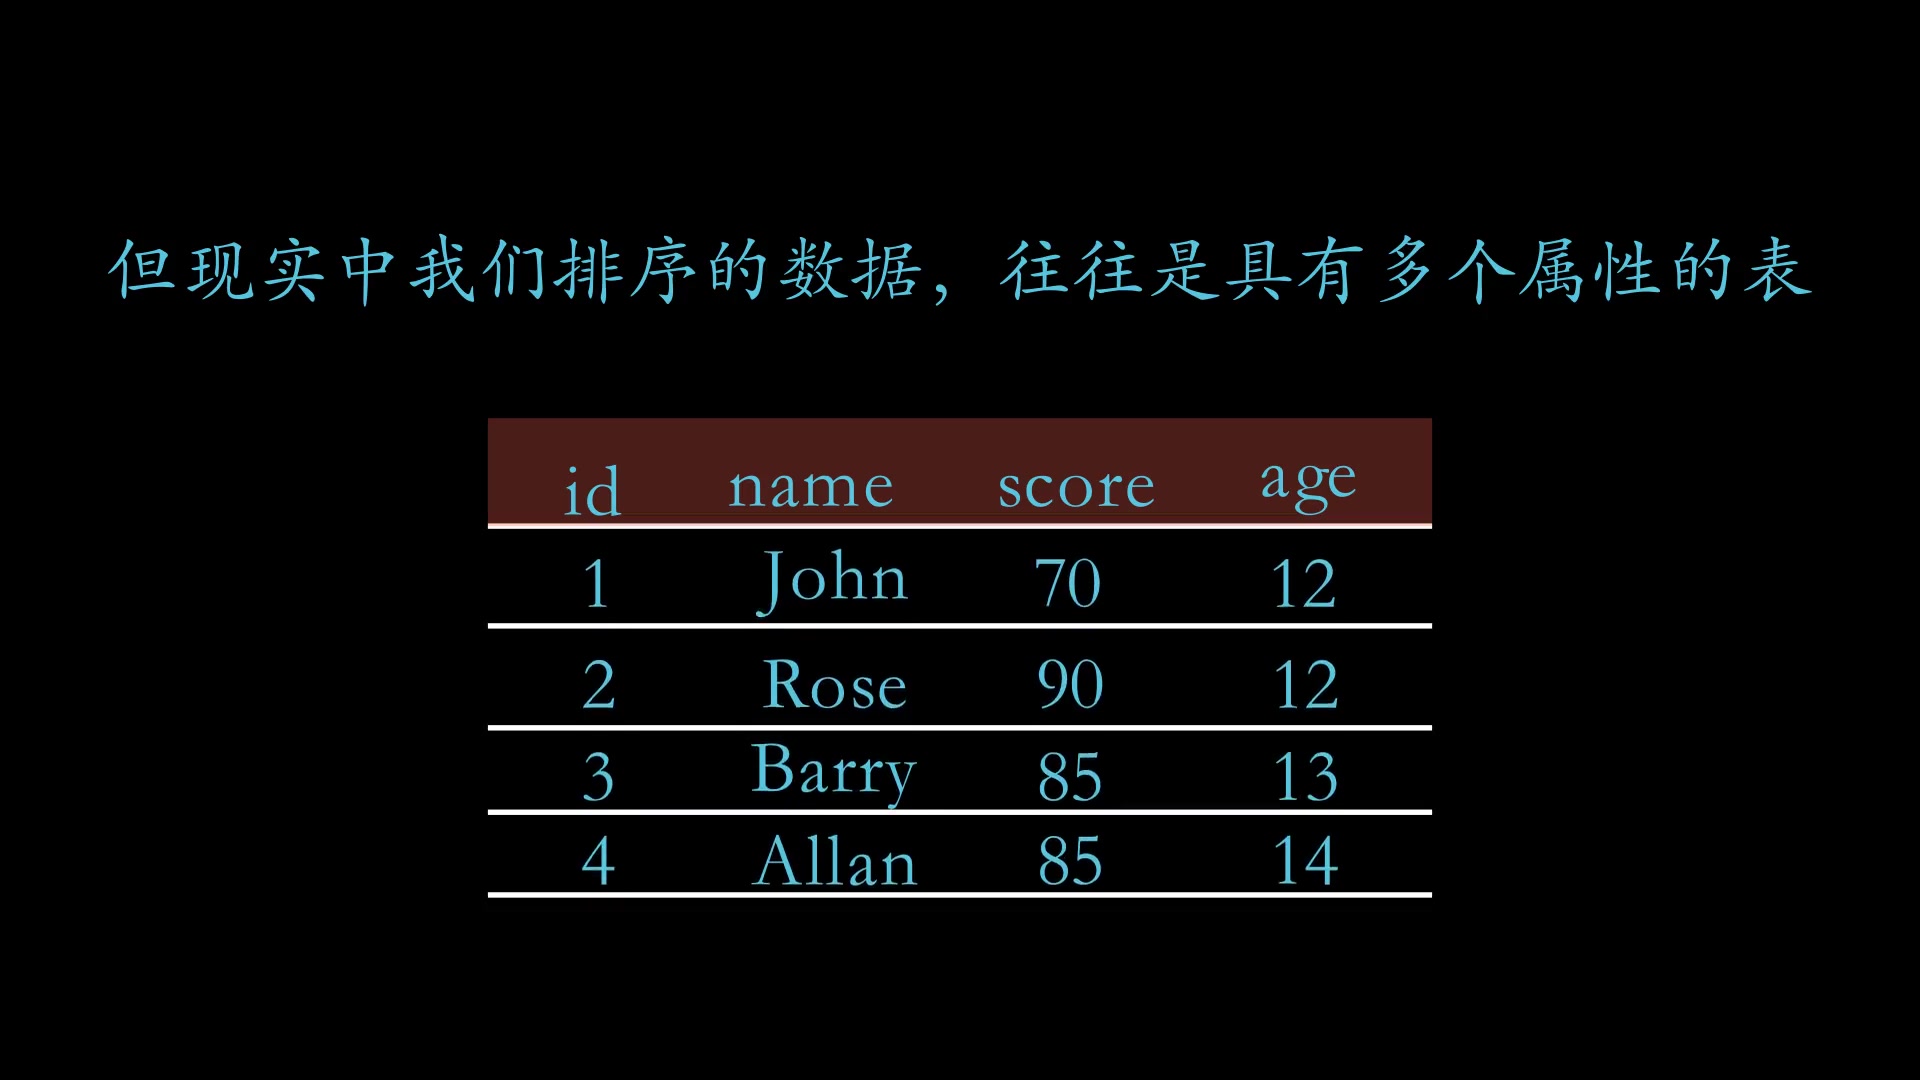 但现实中我们排序的数据，往往是具有多个属性的表
id name score age
1 John 70 12
2 Rose 90 12
3 Barry 85 13
4 Allan 85 14